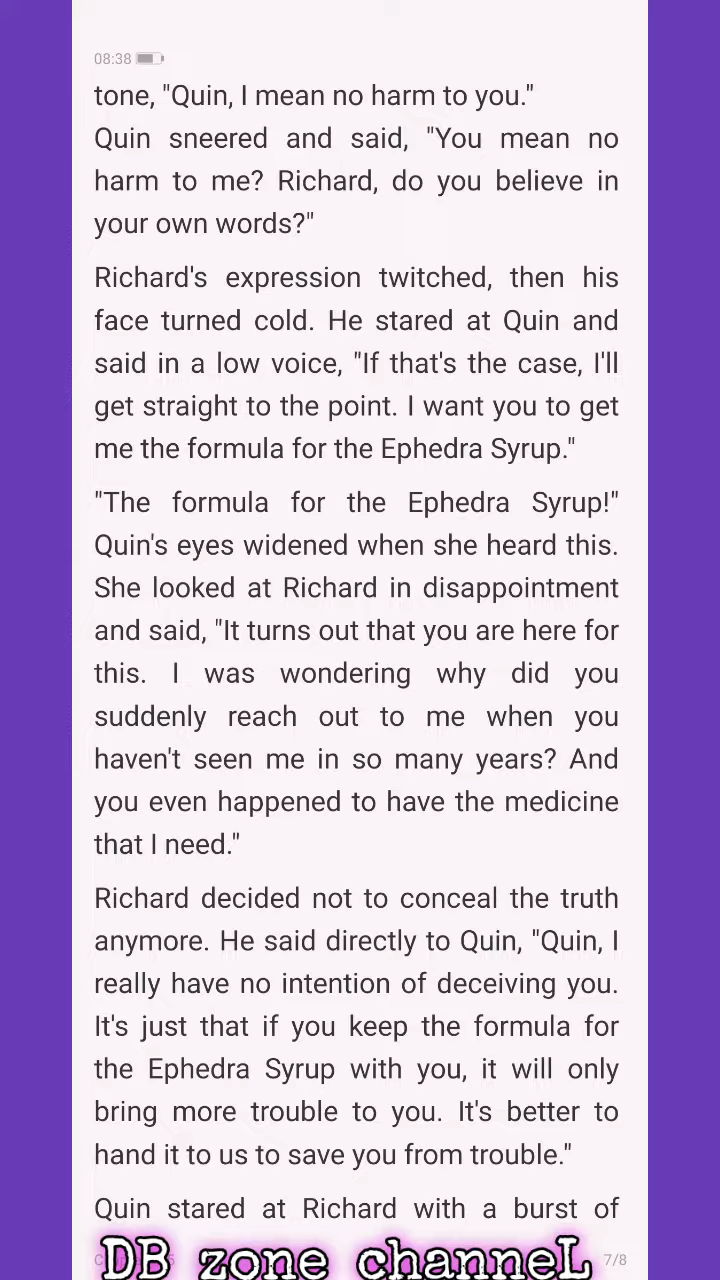 08:38
tone, "Quin, I mean no harm to you."
Quin sneered and said, "You mean no
harm to me? Richard, do you believe in
your own words?"
Richard's expression twitched, then his
face turned cold. He stared at Quin and
said in a low voice, "If that's the case, I'll
get straight to the point. I want you to get
me the formula for the Ephedra Syrup."
"The formula for the Ephedra Syrup!"
Quin's eyes widened when she heard this.
She looked at Richard in disappointment
and said, "It turns out that you are here for
this. I was wondering why did you
suddenly reach out to me when you
haven't seen me in so many years? And
you even happened to have the medicine
that I need."
Richard decided not to conceal the truth
anymore. He said directly to Quin, "Quin, I
really have no intention of deceiving you.
It's just that if you keep the formula for
the Ephedra Syrup with you, it will only
bring more trouble to you. It's better to
hand it to us to save you from trouble."
Quin stared at Richard with a burst of
DB zone channeL
7/8